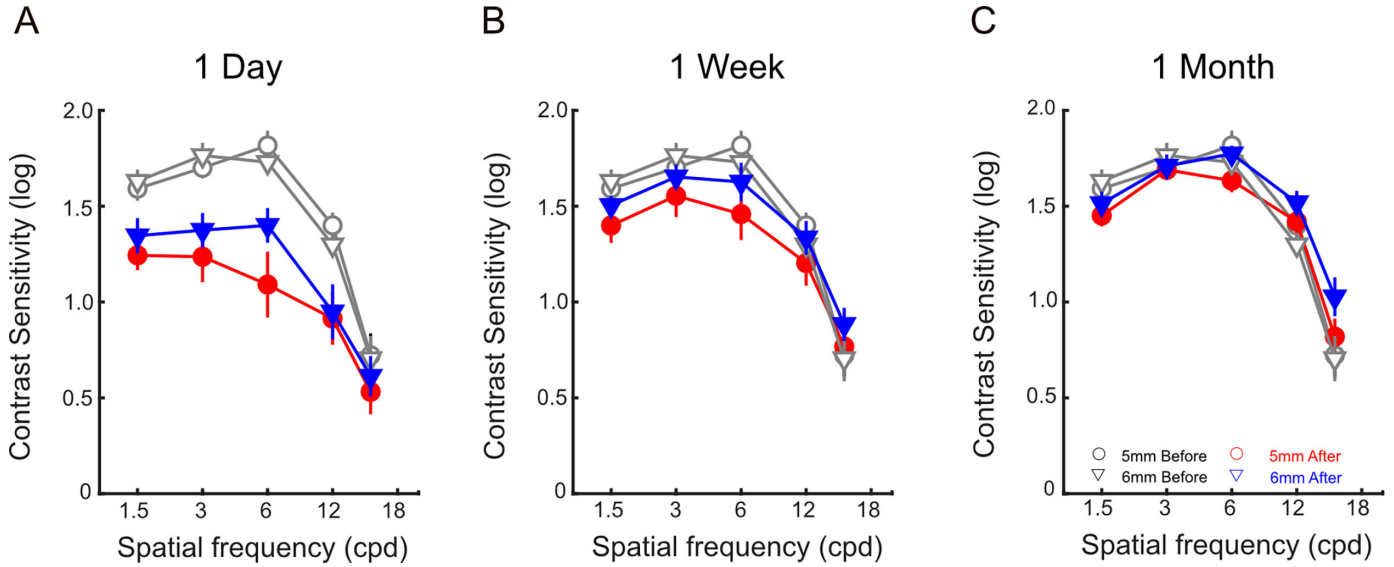 A
1 Day
Contrast Sensitivity (log)
2.0
1.5
1.0
0.5
0
1.5 3 6 12 18
Spatial frequency (cpd)
B
1 Week
Contrast Sensitivity (log)
2.0
1.5
1.0
0.5
0
1.5 3 6 12 18
Spatial frequency (cpd)
C
1 Month
Contrast Sensitivity (log)
2.0
1.5
1.0
0.5
0
5mm Before 5mm After
6mm Before 6mm After
1.5 3 6 12 18
Spatial frequency (cpd)